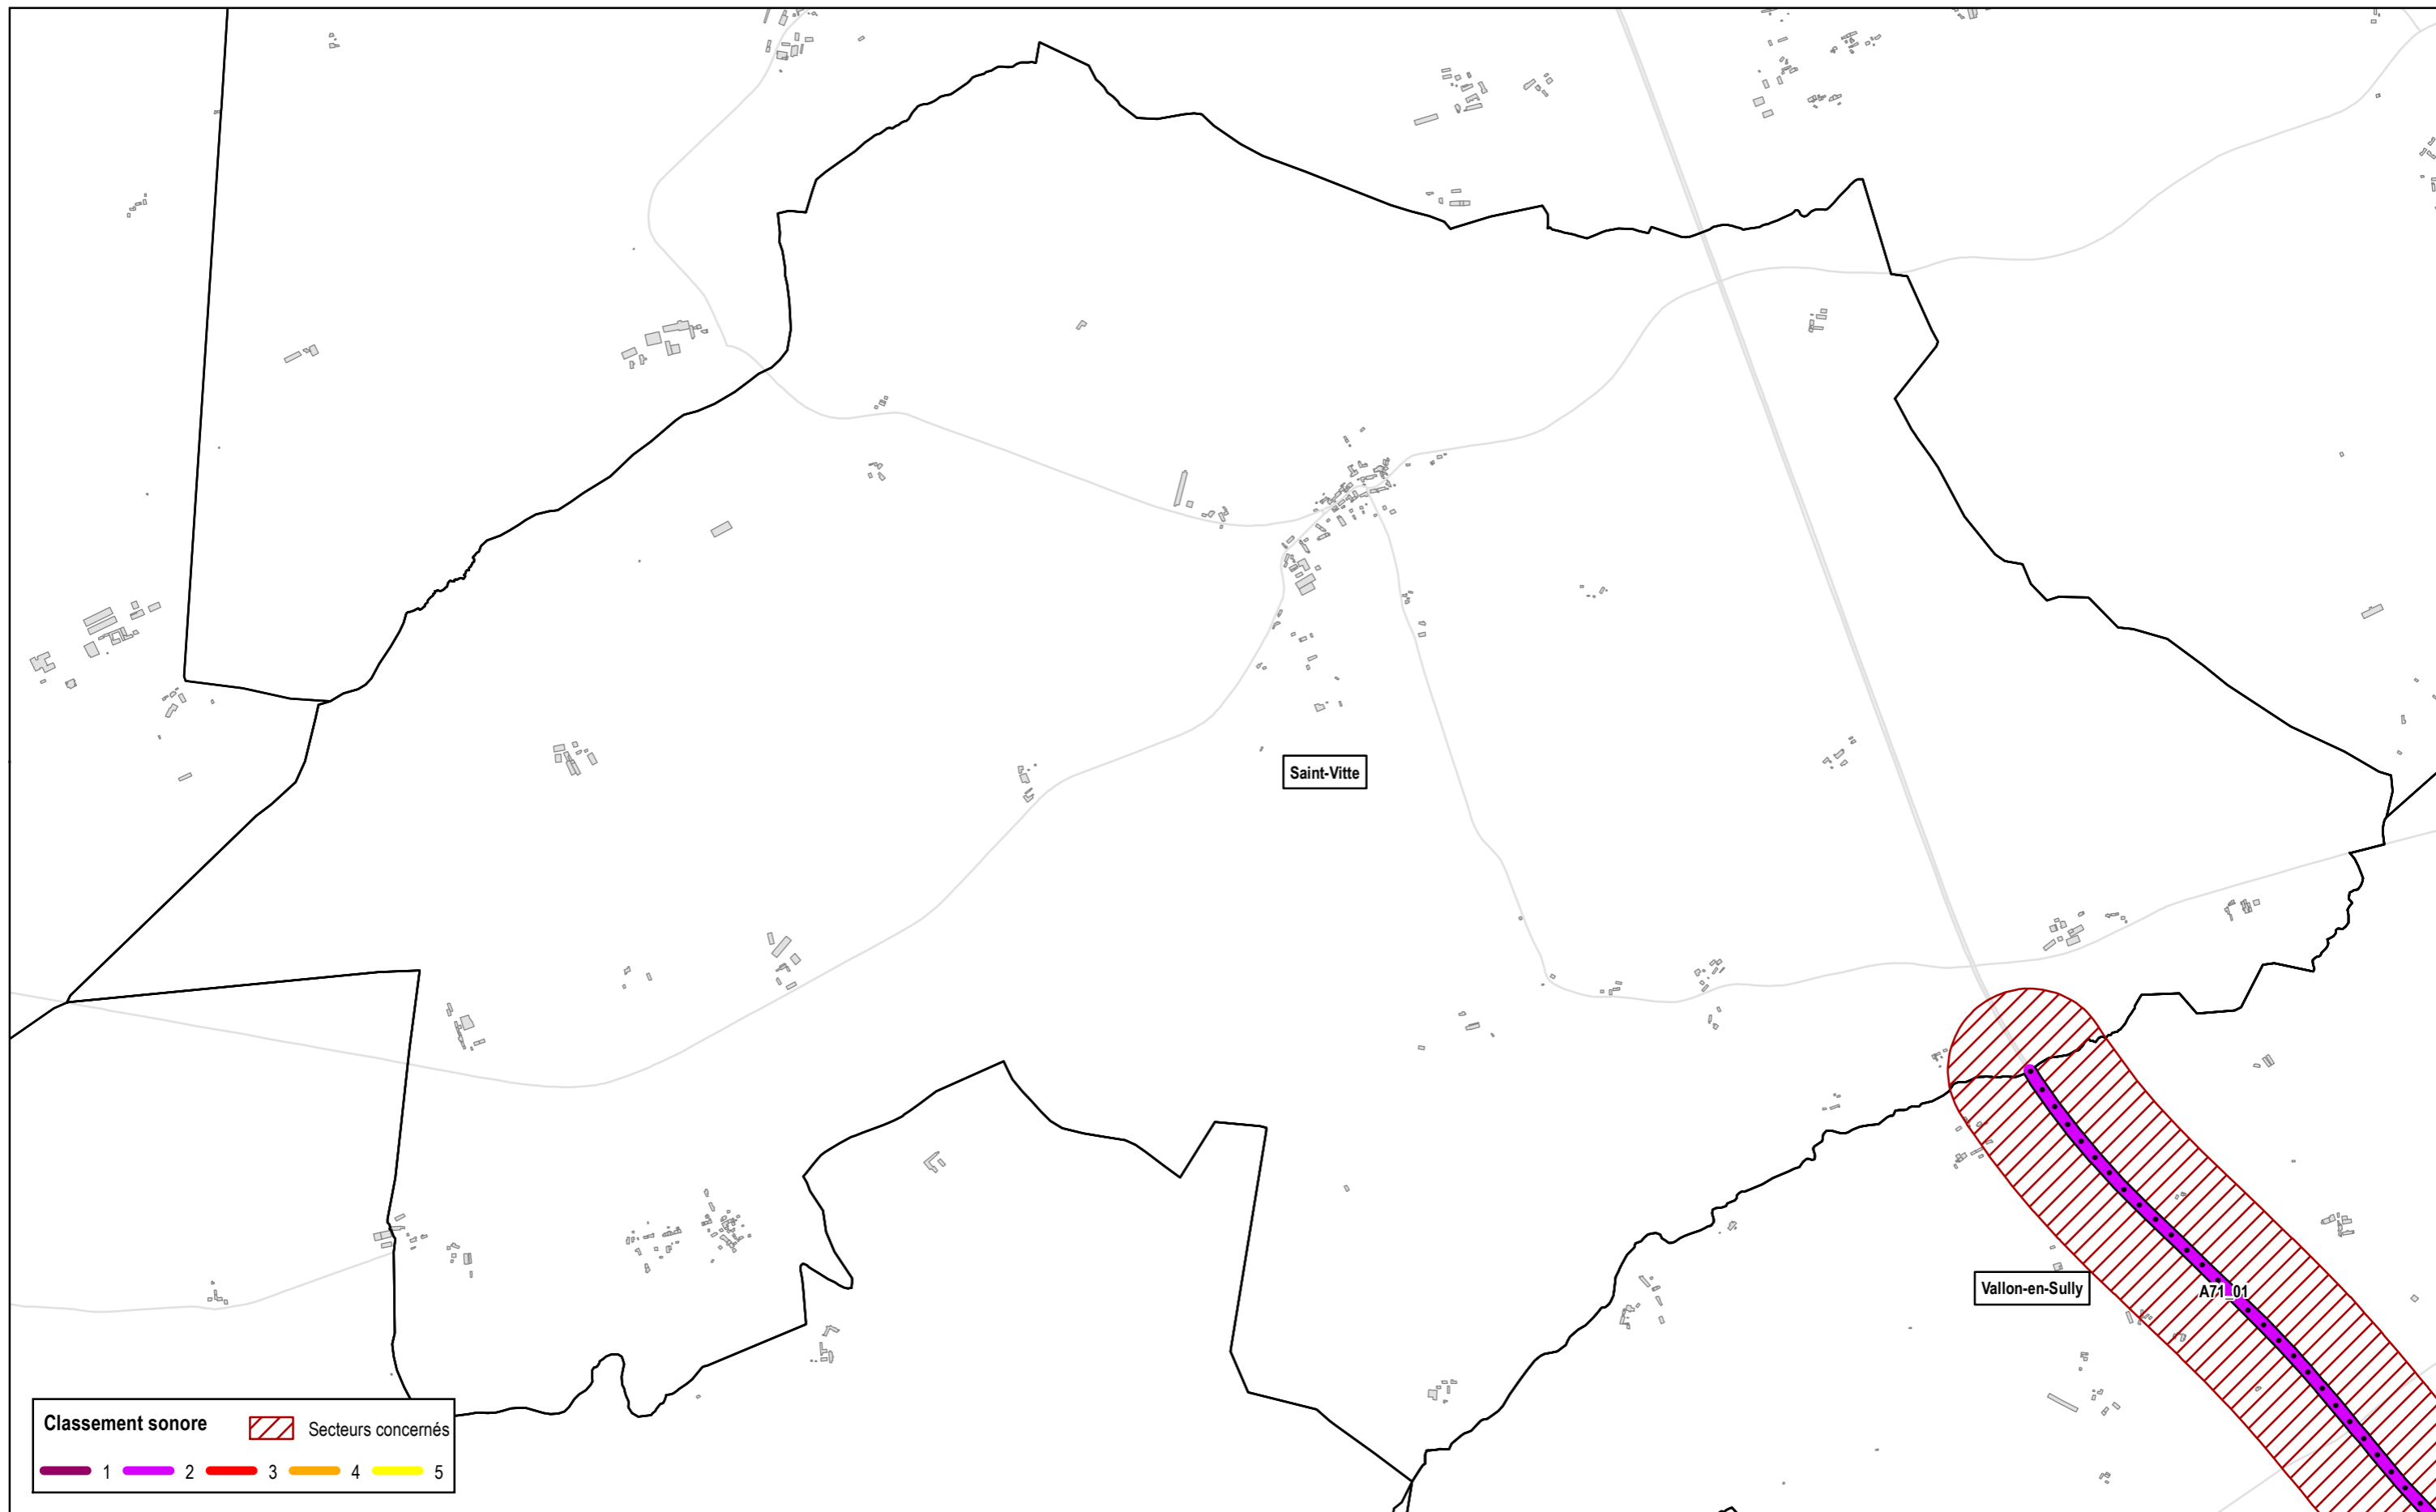 Saint-Vitte
Vallon-en-Sully
A71_01
Classement sonore
Secteurs concernés
1 2 3 4 5